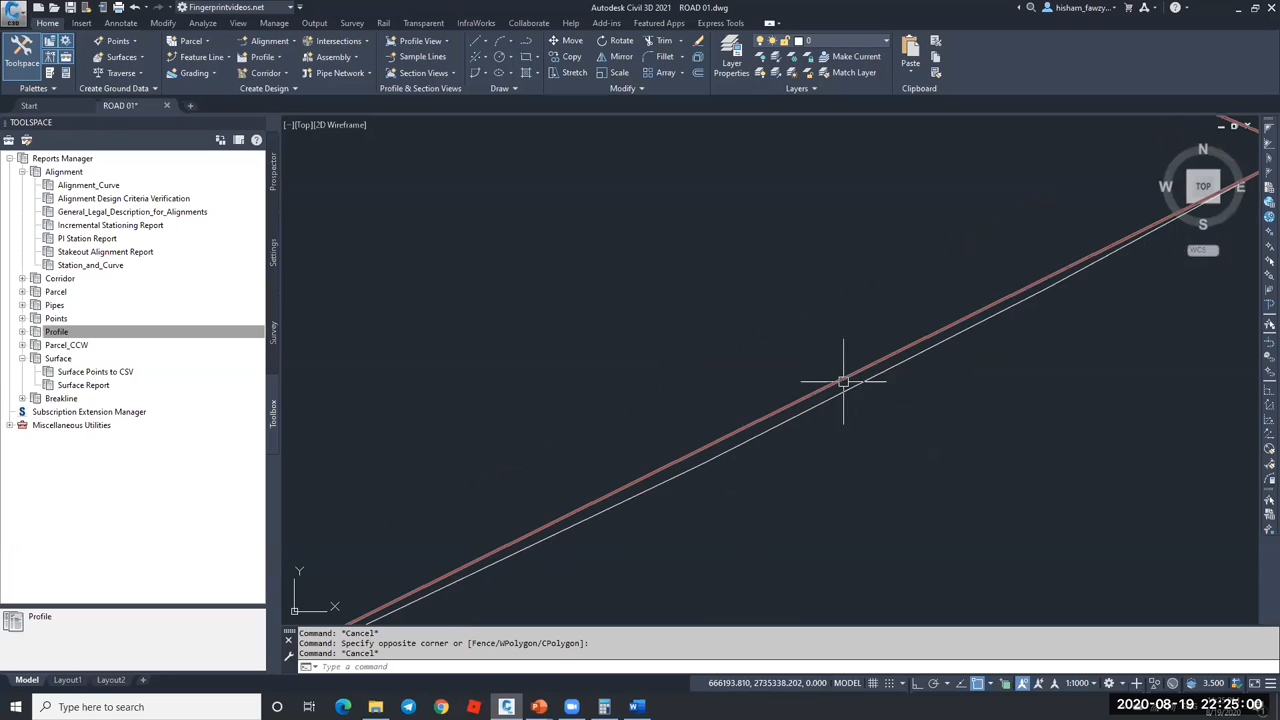 Fingerprintvideos.net
Autodesk Civil 3D 2021 ROAD 01.dwg
Type a keyword or phrase
hisham_fawzy...
C3D
Home Insert Annotate Modify Analyze View Manage Output Survey Rail Transparent InfraWorks Collaborate Help Add-ins Featured Apps Express Tools
Toolspace
Palettes
Points
Surfaces
Traverse
Create Ground Data
Parcel
Feature Line
Grading
Alignment
Profile
Corridor
Intersections
Assembly
Pipe Network
Create Design
Profile View
Sample Lines
Section Views
Profile & Section Views
Draw
Move
Copy
Stretch
Rotate
Mirror
Scale
Trim
Fillet
Array
Modify
Layer
Properties
0
Make Current
Match Layer
Layers
Paste
Clipboard
Start
ROAD 01*
TOOLSPACE
[−][Top][2D Wireframe]
Reports Manager
Alignment
Alignment_Curve
Alignment Design Criteria Verification
General_Legal_Description_for_Alignments
Incremental Stationing Report
PI Station Report
Stakeout Alignment Report
Station_and_Curve
Corridor
Parcel
Pipes
Points
Profile
Parcel_CCW
Surface
Surface Points to CSV
Surface Report
Breakline
Subscription Extension Manager
Miscellaneous Utilities
Prospector
Settings
Survey
Toolbox
N
W TOP E
S
WCS
Y
X
Profile
Command: *Cancel*
Command: Specify opposite corner or [Fence/WPolygon/CPolygon]:
Command: *Cancel*
Type a command
Model Layout1 Layout2
666193.810, 2735338.202, 0.000 MODEL
1:1000
3.500
Type here to search
2020-08-19 22:25:00